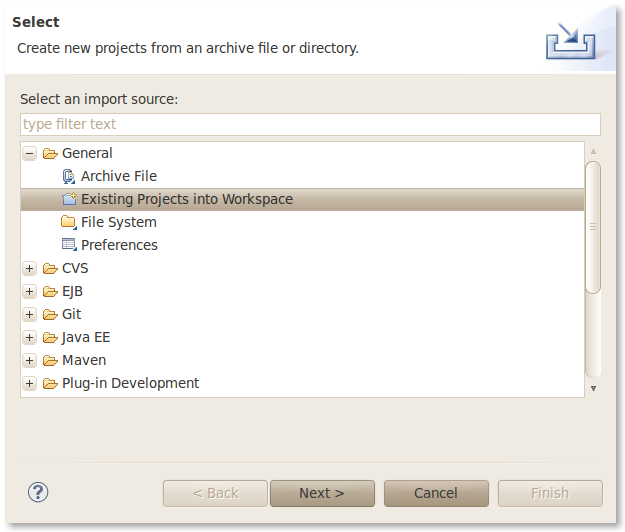 Select
Create new projects from an archive file or directory.
Select an import source:
type filter text
General
Archive File
Existing Projects into Workspace
File System
Preferences
CVS
EJB
Git
Java EE
Maven
Plug-in Development
? < Back Next > Cancel Finish